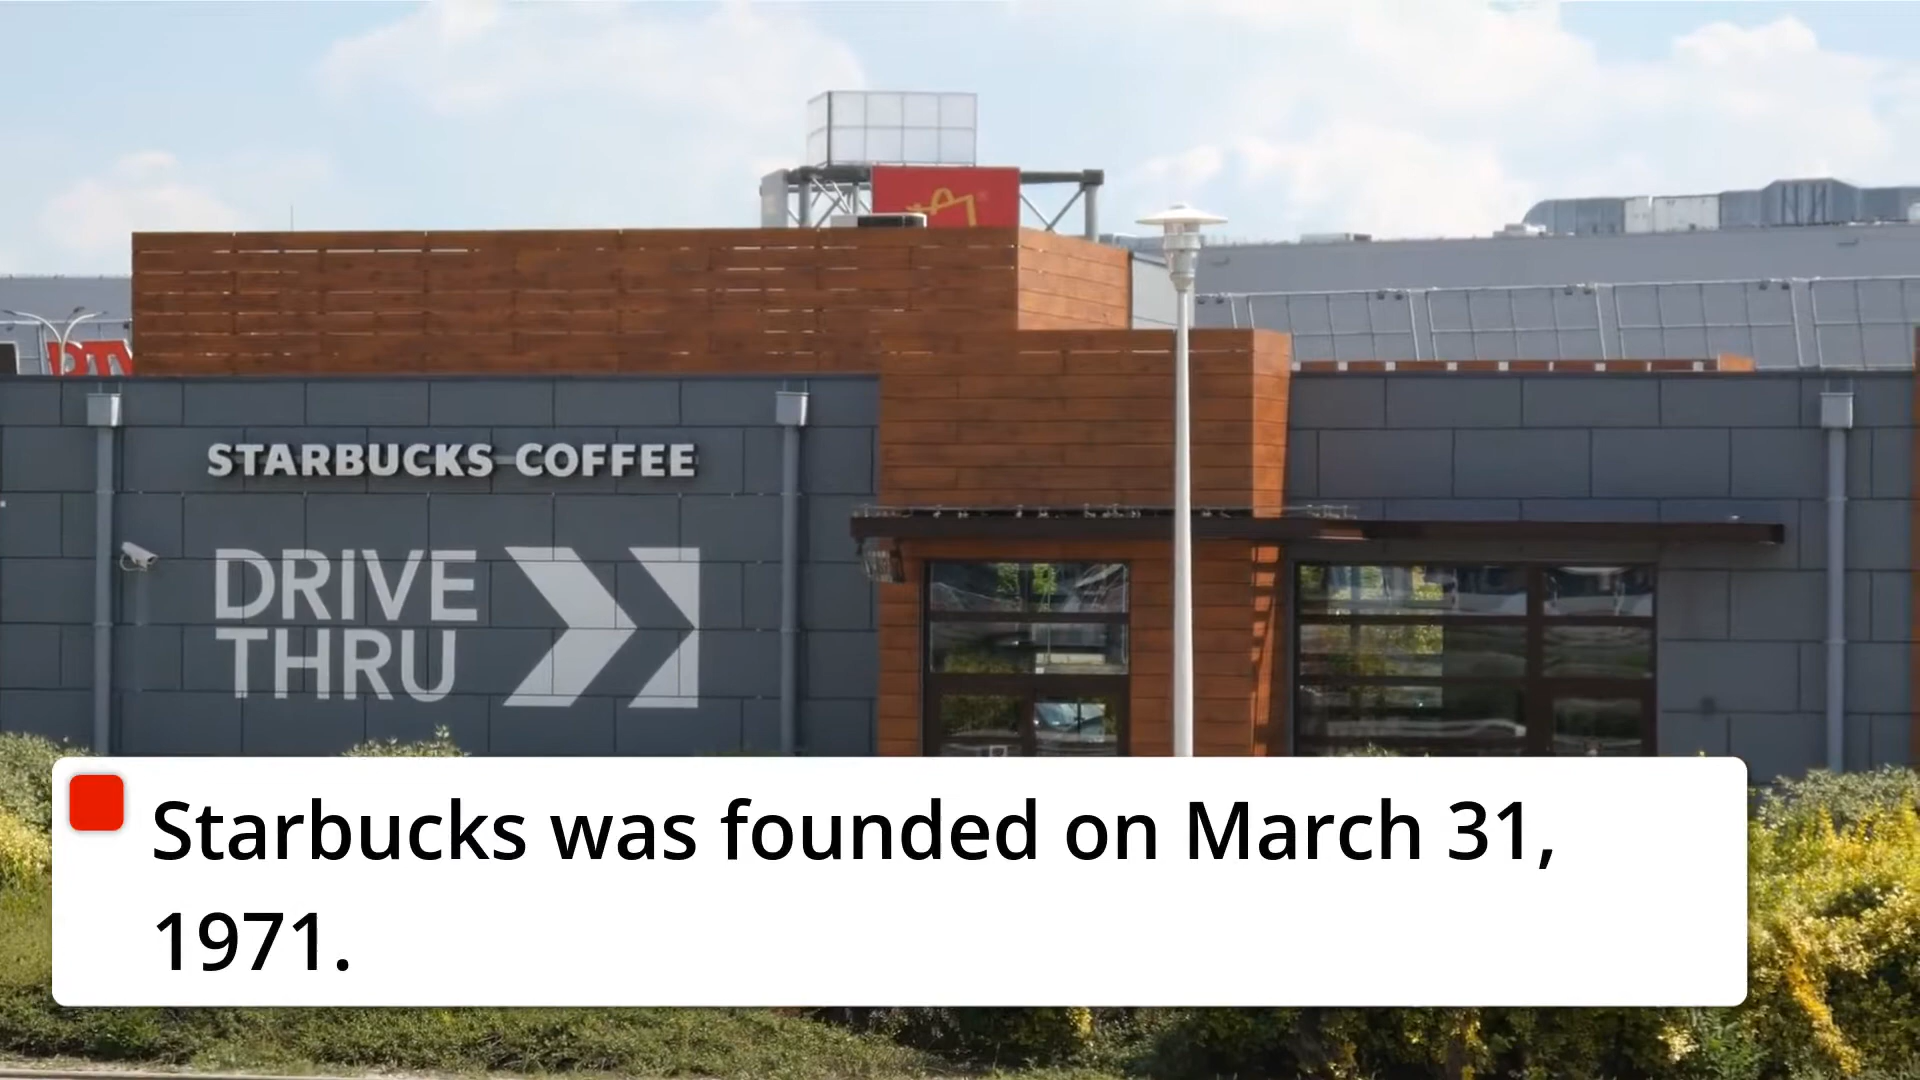 STARBUCKS COFFEE
DRIVE
THRU
Starbucks was founded on March 31,
1971.